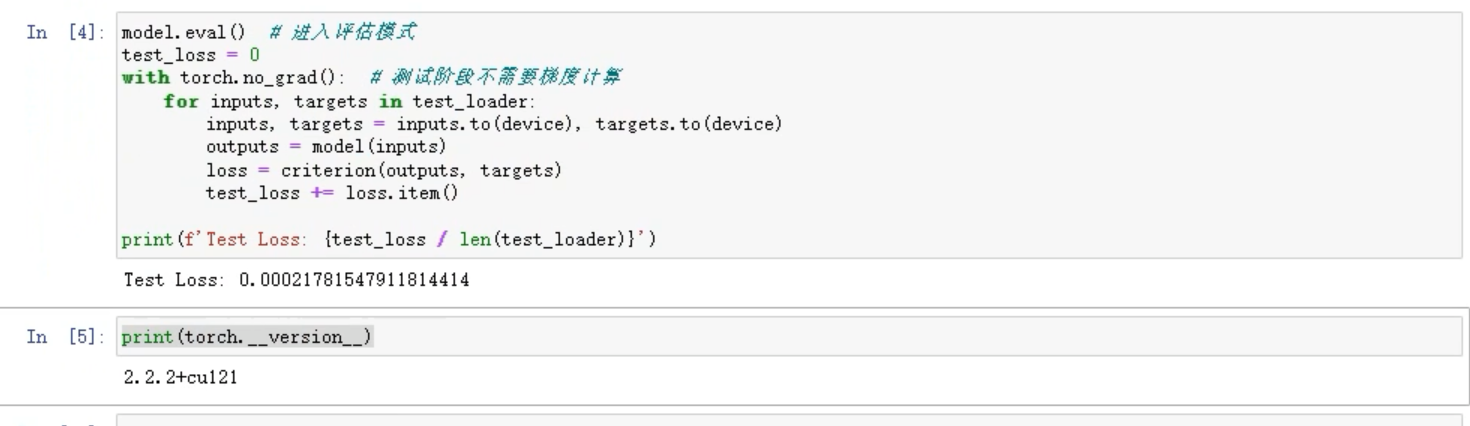 In [4]:
model.eval()  # 进入评估模式
test_loss = 0
with torch.no_grad():  # 测试阶段不需要梯度计算
    for inputs, targets in test_loader:
        inputs, targets = inputs.to(device), targets.to(device)
        outputs = model(inputs)
        loss = criterion(outputs, targets)
        test_loss += loss.item()
print(f'Test Loss: {test_loss / len(test_loader)}')
Test Loss: 0.00021781547911814414
In [5]:
print(torch.__version__)
2.2.2+cu121